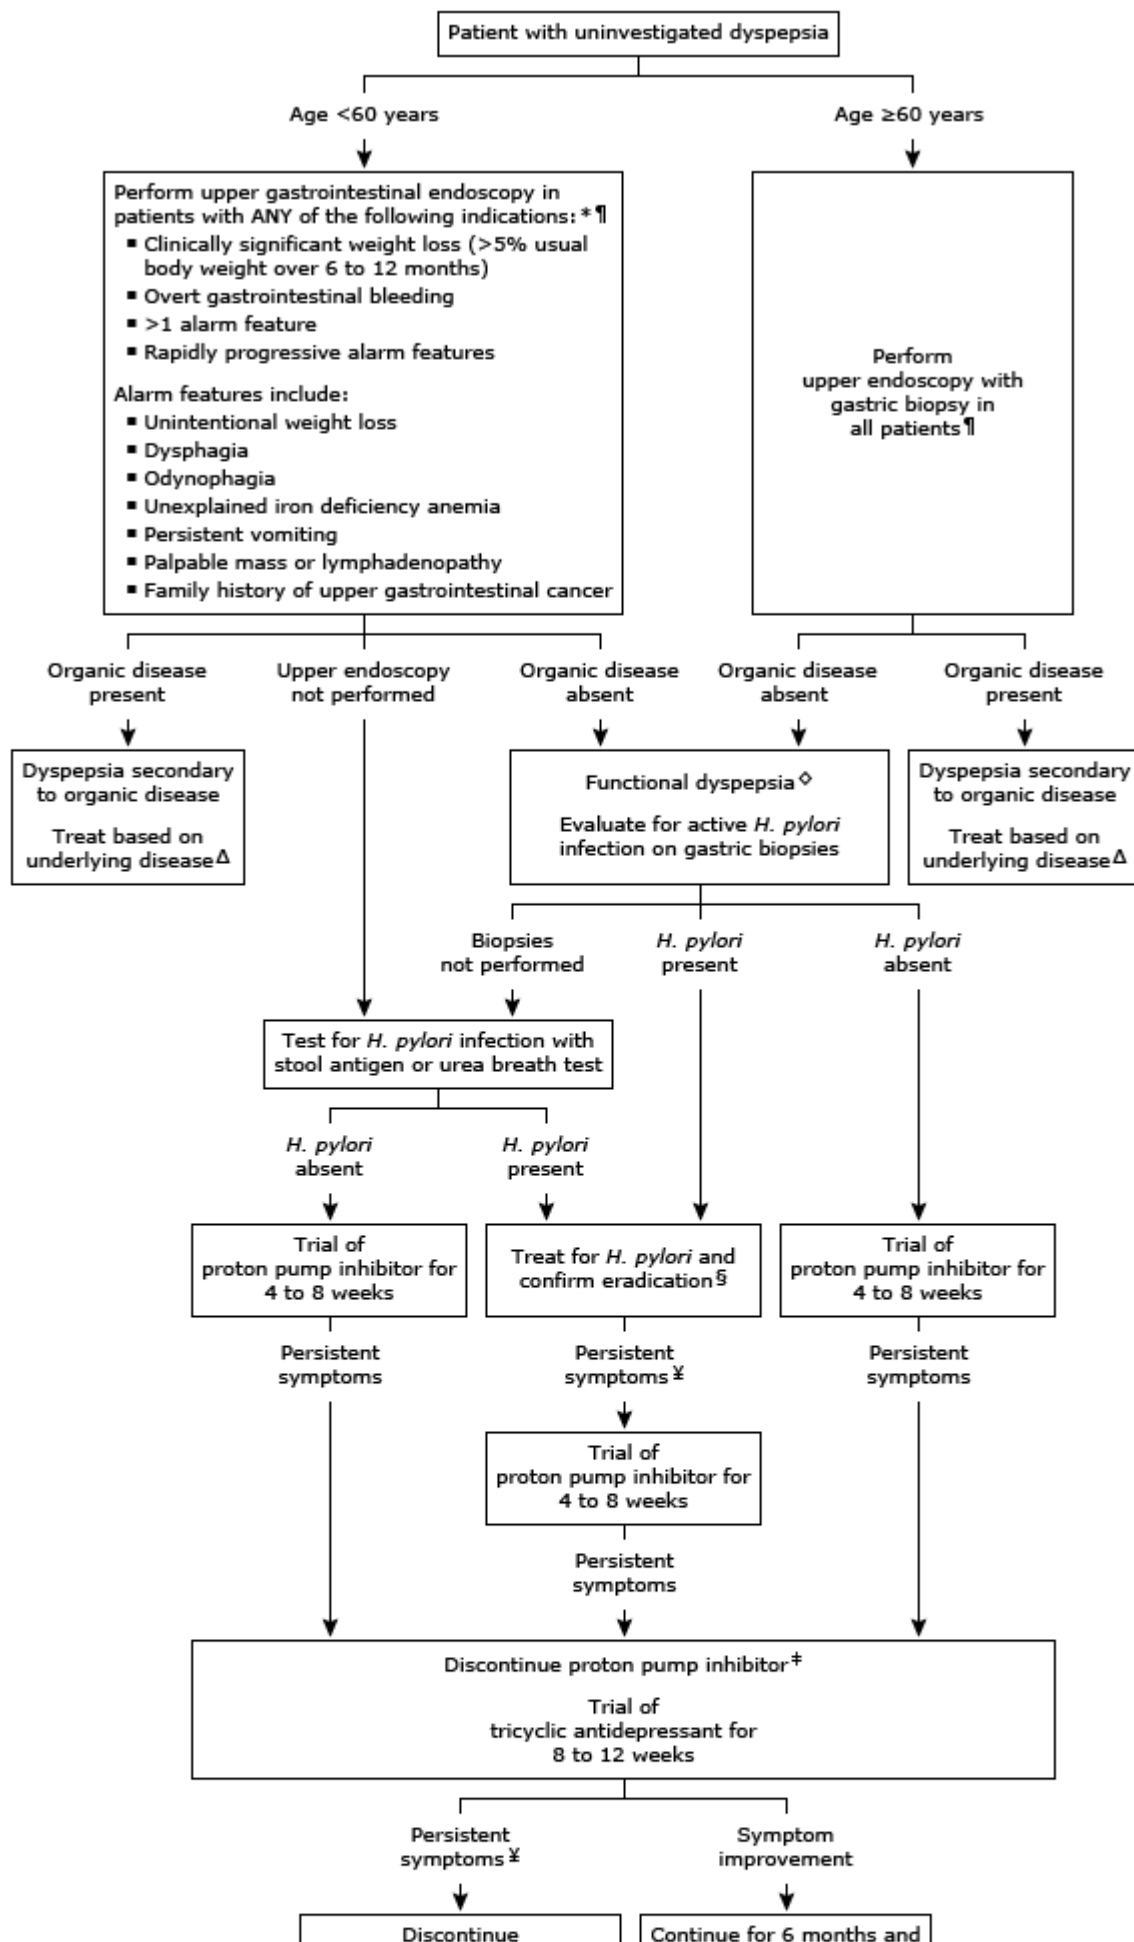 Patient with uninvestigated dyspepsia
Age <60 years
Age ≥60 years
Perform upper gastrointestinal endoscopy in
patients with ANY of the following indications:*¶
▪ Clinically significant weight loss (>5% usual
body weight over 6 to 12 months)
▪ Overt gastrointestinal bleeding
▪ >1 alarm feature
▪ Rapidly progressive alarm features
Alarm features include:
▪ Unintentional weight loss
▪ Dysphagia
▪ Odynophagia
▪ Unexplained iron deficiency anemia
▪ Persistent vomiting
▪ Palpable mass or lymphadenopathy
▪ Family history of upper gastrointestinal cancer
Perform
upper endoscopy with
gastric biopsy in
all patients¶
Organic disease
present
Upper endoscopy
not performed
Organic disease
absent
Organic disease
absent
Organic disease
present
Dyspepsia secondary
to organic disease
Treat based on
underlying disease Δ
Functional dyspepsia◇
Evaluate for active H. pylori
infection on gastric biopsies
Dyspepsia secondary
to organic disease
Treat based on
underlying disease Δ
Biopsies
not performed
H. pylori
present
H. pylori
absent
Test for H. pylori infection with
stool antigen or urea breath test
H. pylori
absent
H. pylori
present
Trial of
proton pump inhibitor for
4 to 8 weeks
Treat for H. pylori and
confirm eradication§
Trial of
proton pump inhibitor for
4 to 8 weeks
Persistent
symptoms
Persistent
symptoms¥
Persistent
symptoms
Trial of
proton pump inhibitor for
4 to 8 weeks
Persistent
symptoms
Discontinue proton pump inhibitor‡
Trial of
tricyclic antidepressant for
8 to 12 weeks
Persistent
symptoms¥
Symptom
improvement
Discontinue
Continue for 6 months and